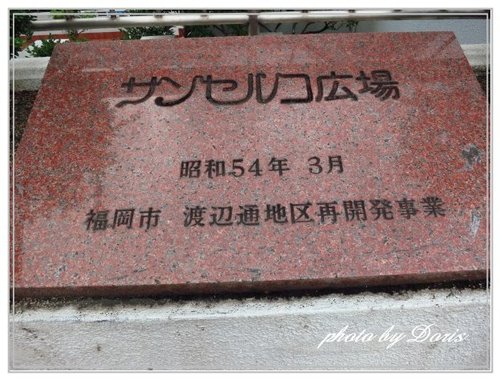 サンセルコ広場
昭和54年 3月
福岡市 渡辺通地区再開発事業
photo by Doris